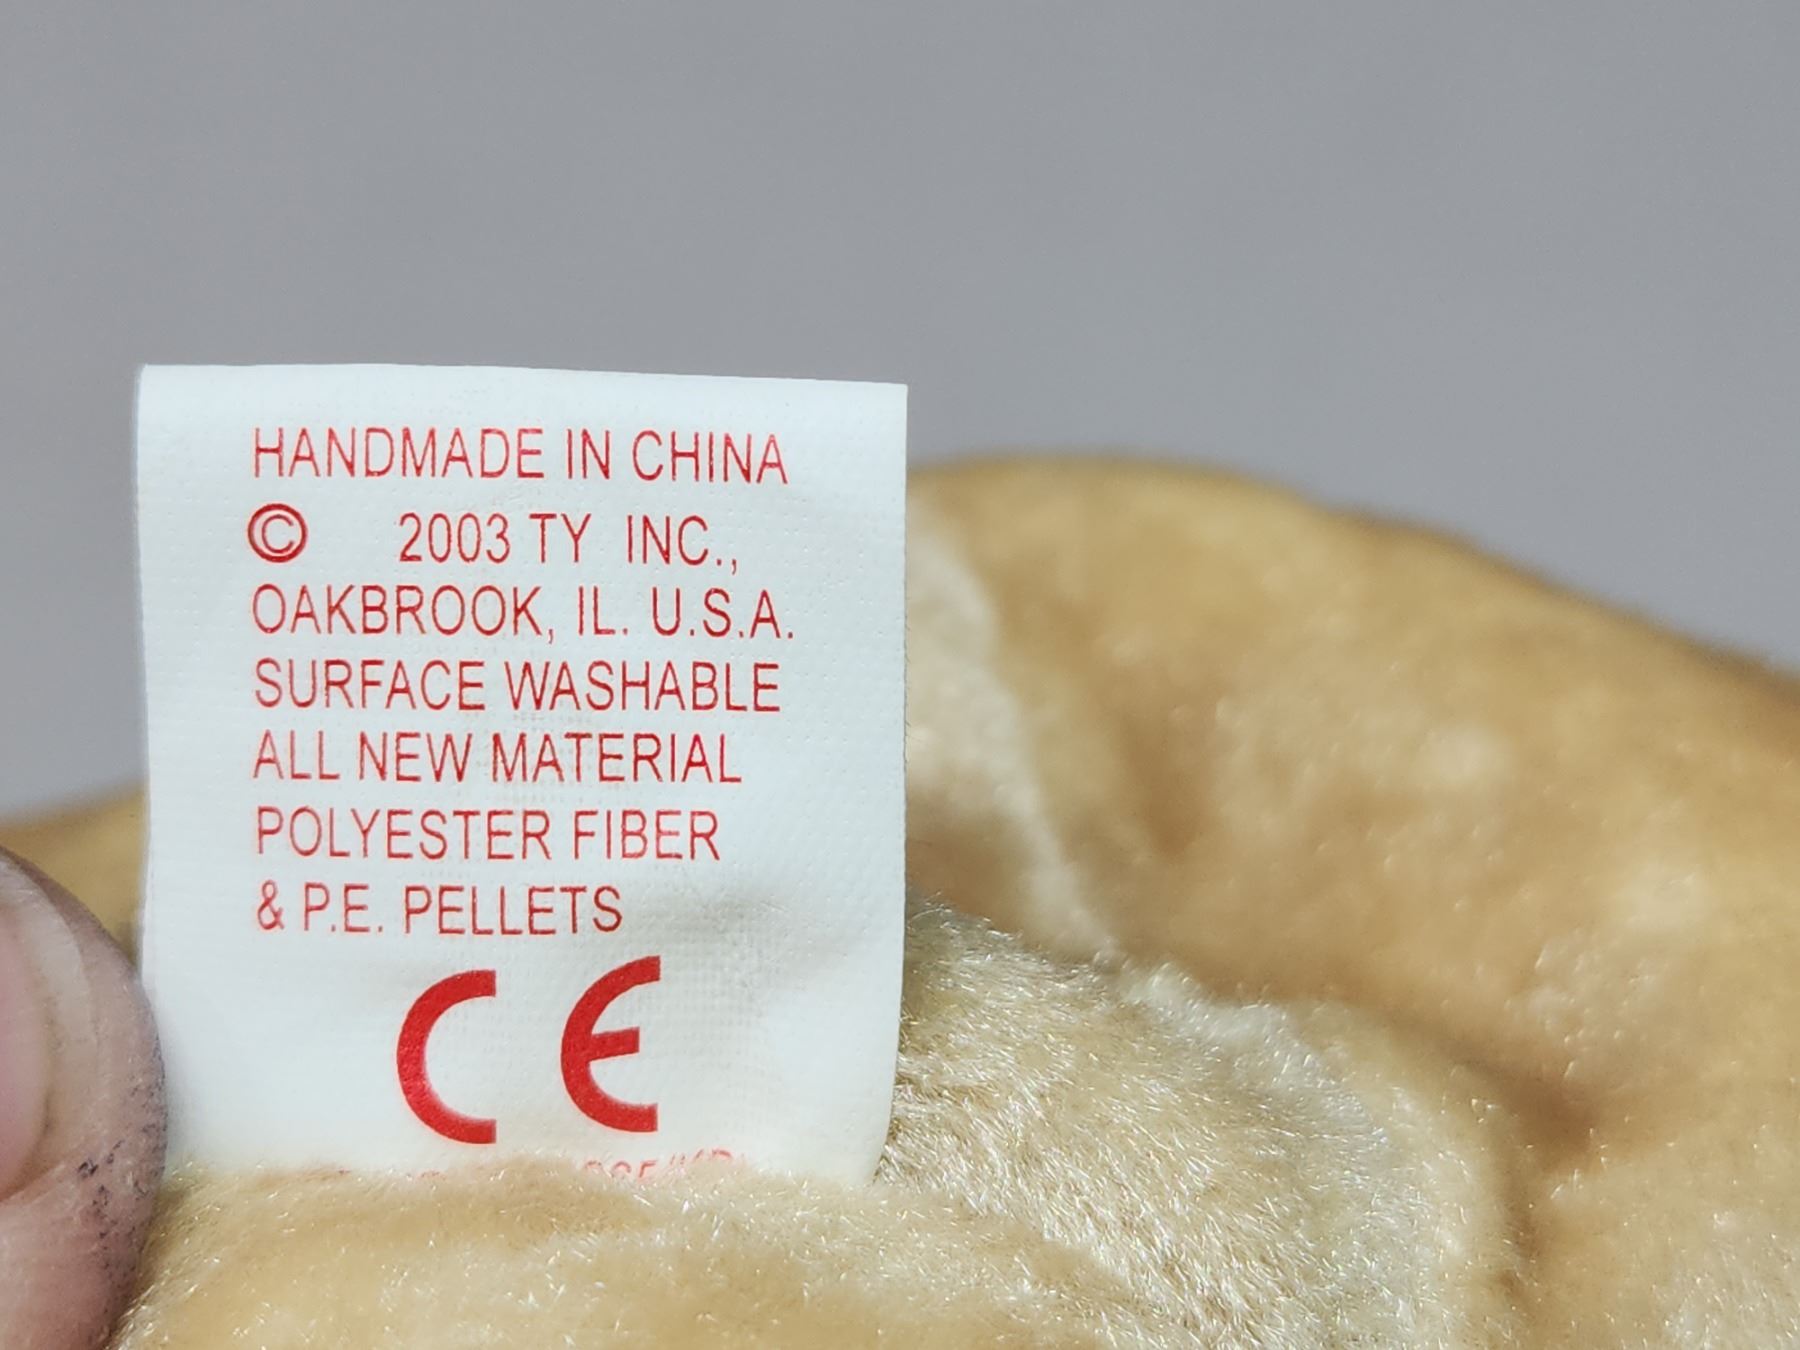 HANDMADE IN CHINA
© 2003 TY INC.,
OAKBROOK, IL. U.S.A.
SURFACE WASHABLE
ALL NEW MATERIAL
POLYESTER FIBER
& P.E. PELLETS
CE